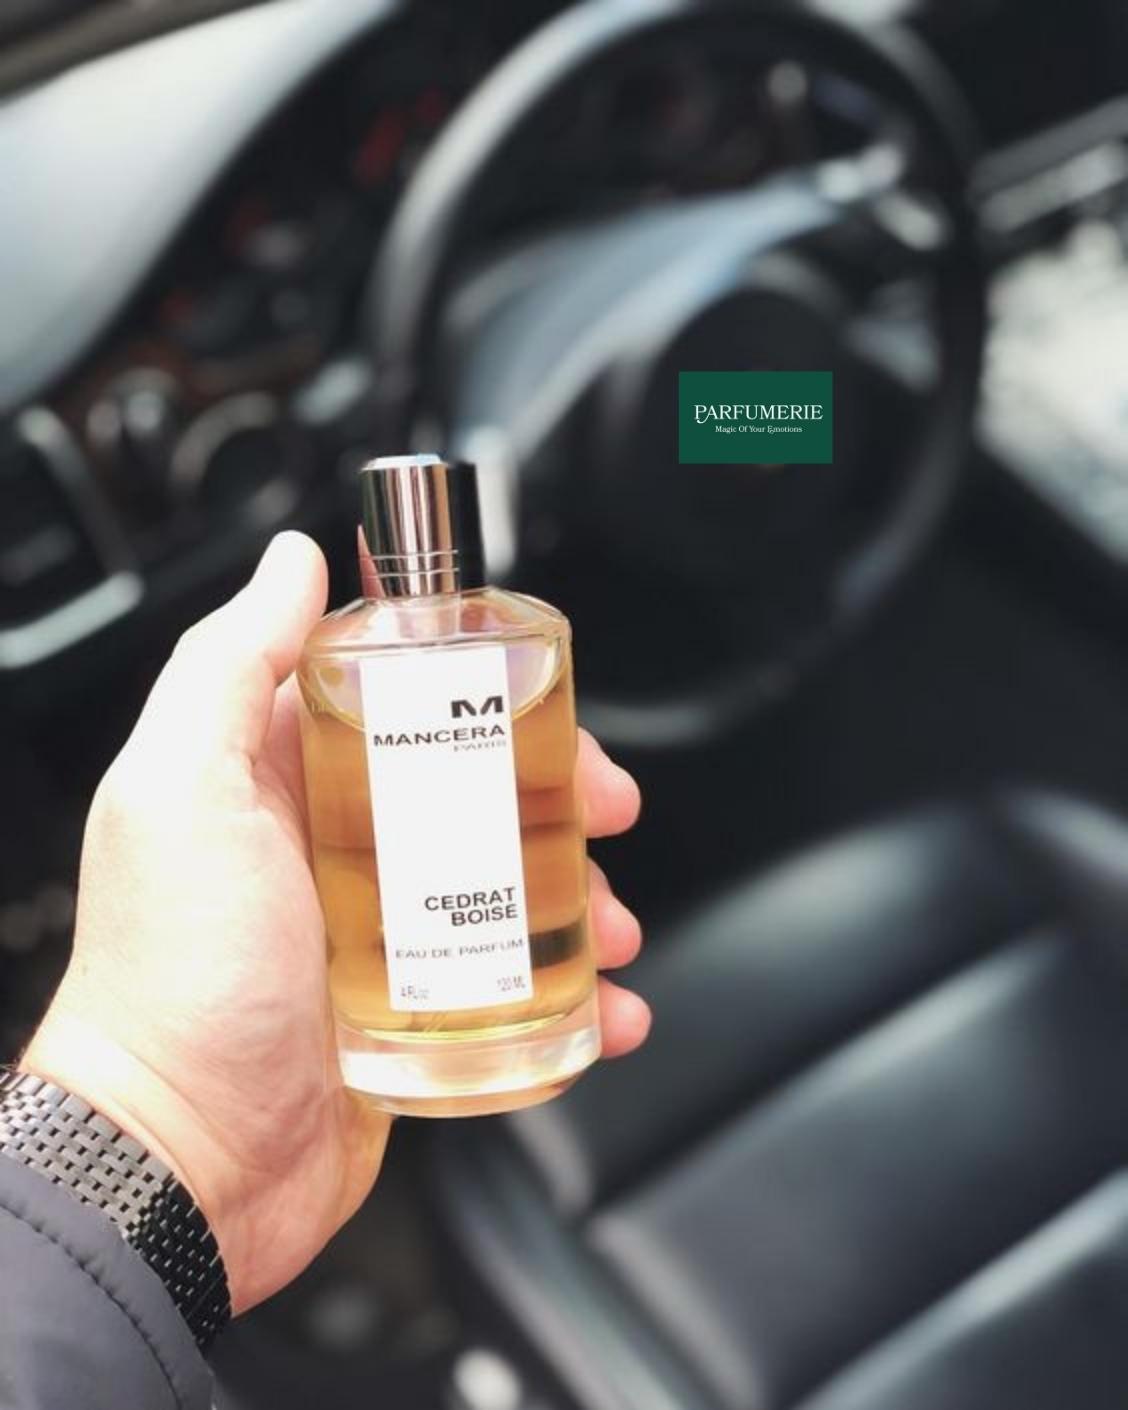 PARFUMERIE
Magic Of Your Emotions
M
MANCERA
PARIS
CEDRAT
BOISE
EAU DE PARFUM
4 Fl.oz 120 ML